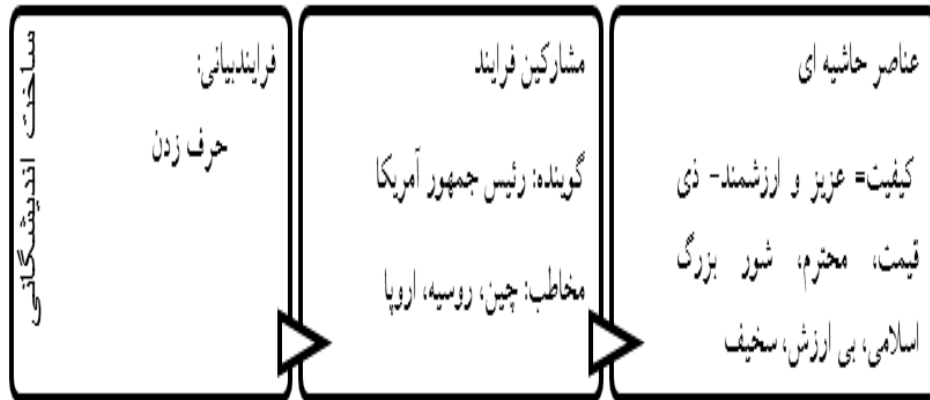 ساخت اندیشگانی
فرایندبیانی:
حرف زدن
مشارکین فرایند
گوینده: رئیس جمهور آمریکا
مخاطب: چین، روسیه، اروپا
عناصر حاشیه ای
کیفیت= عزیز و ارزشمند- ذی
قیمت، محترم، شور بزرگ
اسلامی، بی ارزش، سخیف